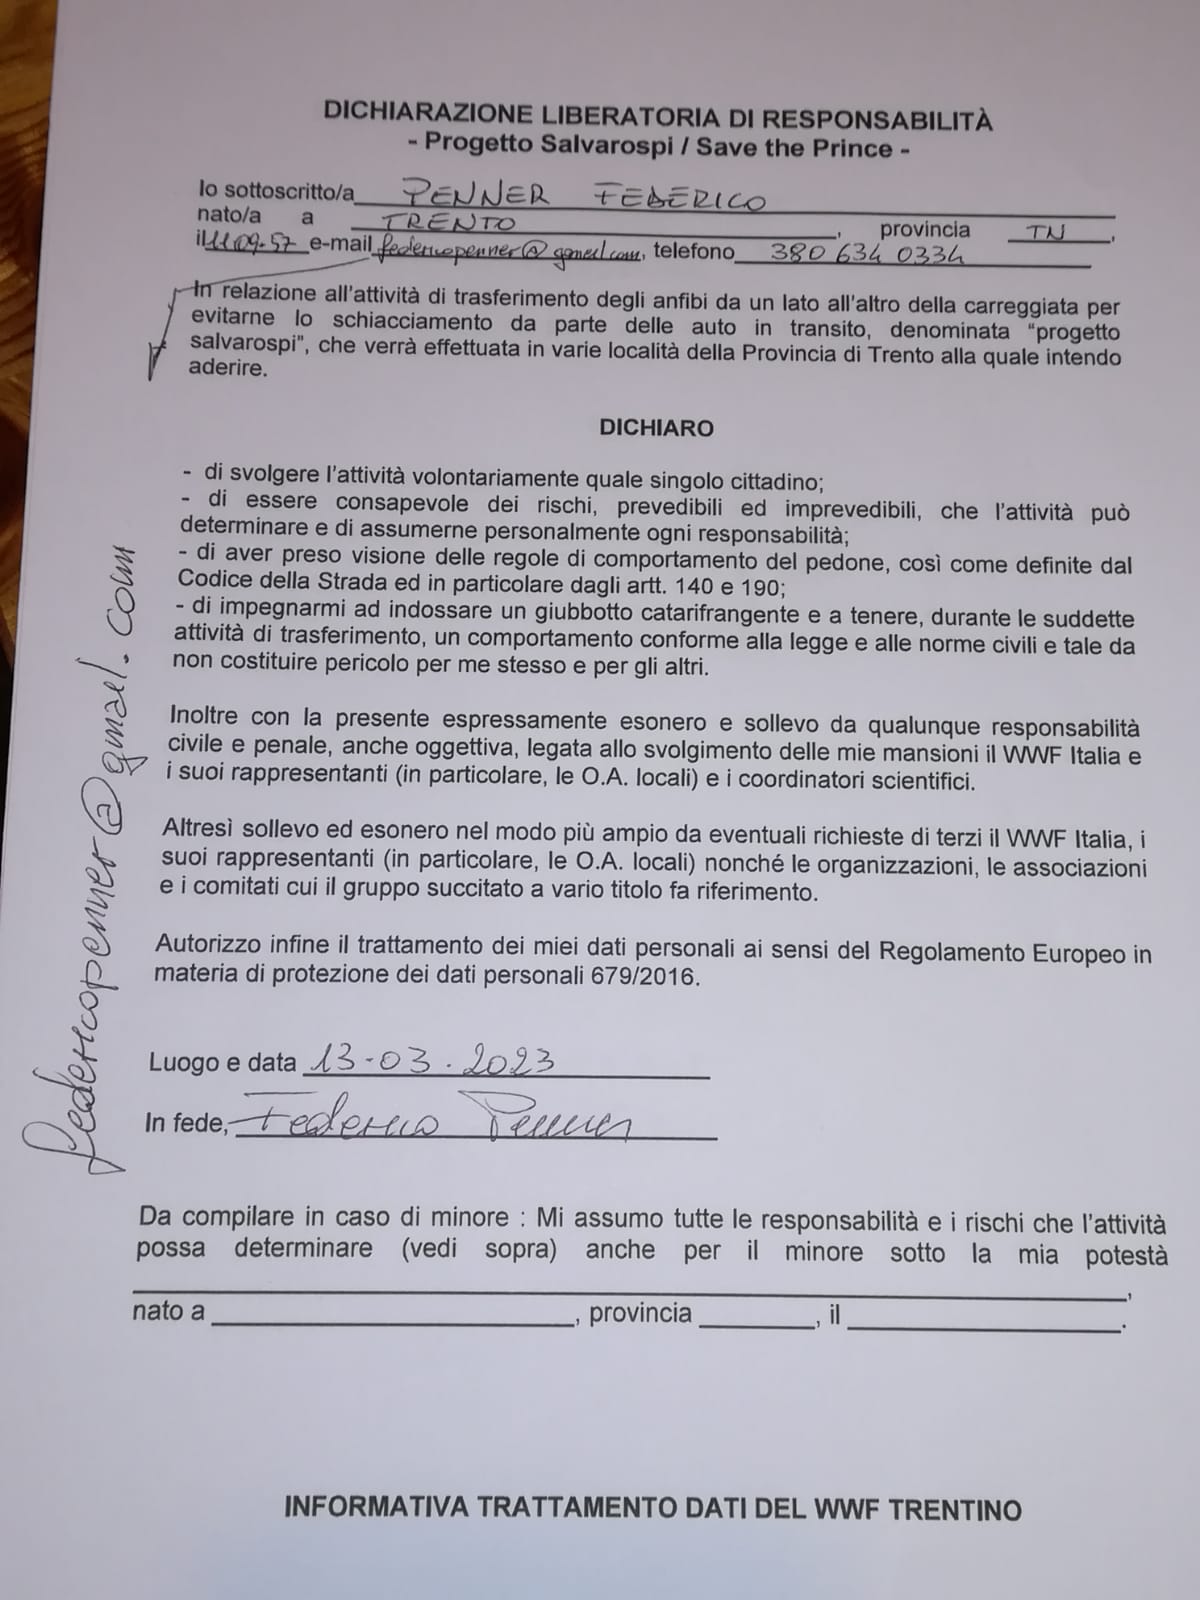 DICHIARAZIONE LIBERATORIA DI RESPONSABILITÀ
- Progetto Salvarospi / Save the Prince -
Io sottoscritto/a PENNER FEDERICO
nato/a a TRENTO, provincia TN,
il 11.09.57 e-mail federicopenner@gmail.com, telefono 380 634 0334
In relazione all'attività di trasferimento degli anfibi da un lato all'altro della carreggiata per
evitarne lo schiacciamento da parte delle auto in transito, denominata "progetto
salvarospi", che verrà effettuata in varie località della Provincia di Trento alla quale intendo
aderire.
DICHIARO
- di svolgere l'attività volontariamente quale singolo cittadino;
- di essere consapevole dei rischi, prevedibili ed imprevedibili, che l'attività può
determinare e di assumerne personalmente ogni responsabilità;
- di aver preso visione delle regole di comportamento del pedone, così come definite dal
Codice della Strada ed in particolare dagli artt. 140 e 190;
- di impegnarmi ad indossare un giubbotto catarifrangente e a tenere, durante le suddette
attività di trasferimento, un comportamento conforme alla legge e alle norme civili e tale da
non costituire pericolo per me stesso e per gli altri.
Inoltre con la presente espressamente esonero e sollevo da qualunque responsabilità
civile e penale, anche oggettiva, legata allo svolgimento delle mie mansioni il WWF Italia e
i suoi rappresentanti (in particolare, le O.A. locali) e i coordinatori scientifici.
Altresì sollevo ed esonero nel modo più ampio da eventuali richieste di terzi il WWF Italia, i
suoi rappresentanti (in particolare, le O.A. locali) nonché le organizzazioni, le associazioni
e i comitati cui il gruppo succitato a vario titolo fa riferimento.
Autorizzo infine il trattamento dei miei dati personali ai sensi del Regolamento Europeo in
materia di protezione dei dati personali 679/2016.
federicopenner@gmail.com
Luogo e data 13-03.2023
In fede, Federico Penner
Da compilare in caso di minore : Mi assumo tutte le responsabilità e i rischi che l'attività
possa determinare (vedi sopra) anche per il minore sotto la mia potestà
,
nato a , provincia , il .
INFORMATIVA TRATTAMENTO DATI DEL WWF TRENTINO